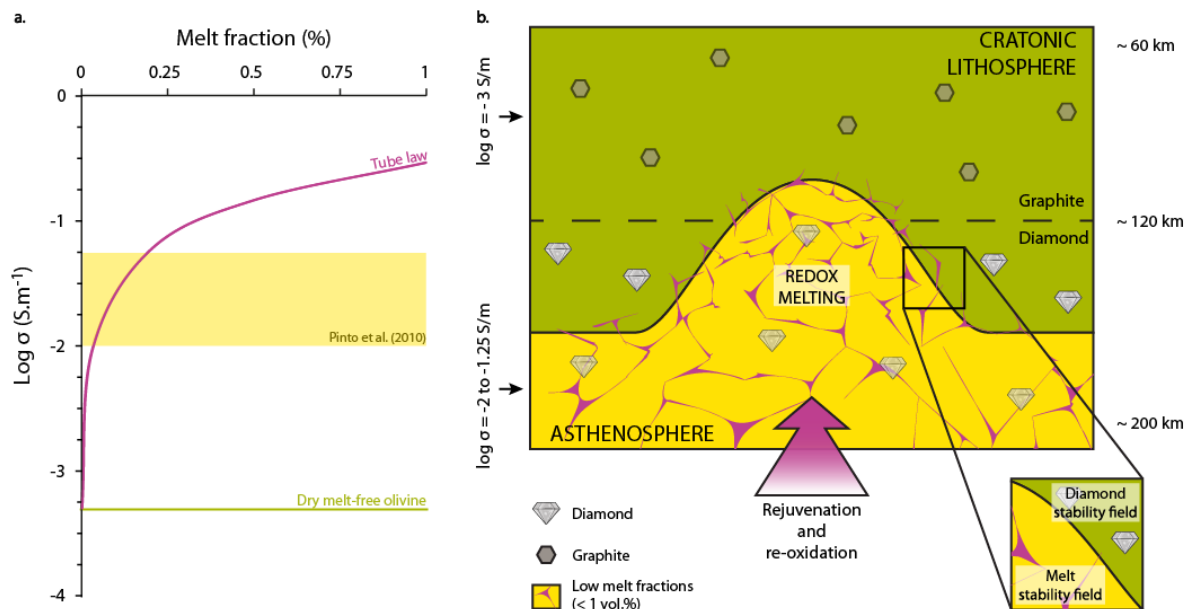 a.
Melt fraction (%)
0
0.25
0.5
0.75
1
0
-1
-2
-3
-4
Log σ (S.m⁻¹)
Tube law
Pinto et al. (2010)
Dry melt-free olivine
b.
CRATONIC
LITHOSPHERE
~ 60 km
log σ = - 3 S/m
Graphite
~ 120 km
Diamond
REDOX
MELTING
log σ = -2 to -1.25 S/m
ASTHENOSPHERE
~ 200 km
Diamond
Graphite
Low melt fractions
(< 1 vol.%)
Rejuvenation
and
re-oxidation
Diamond
stability field
Melt
stability field